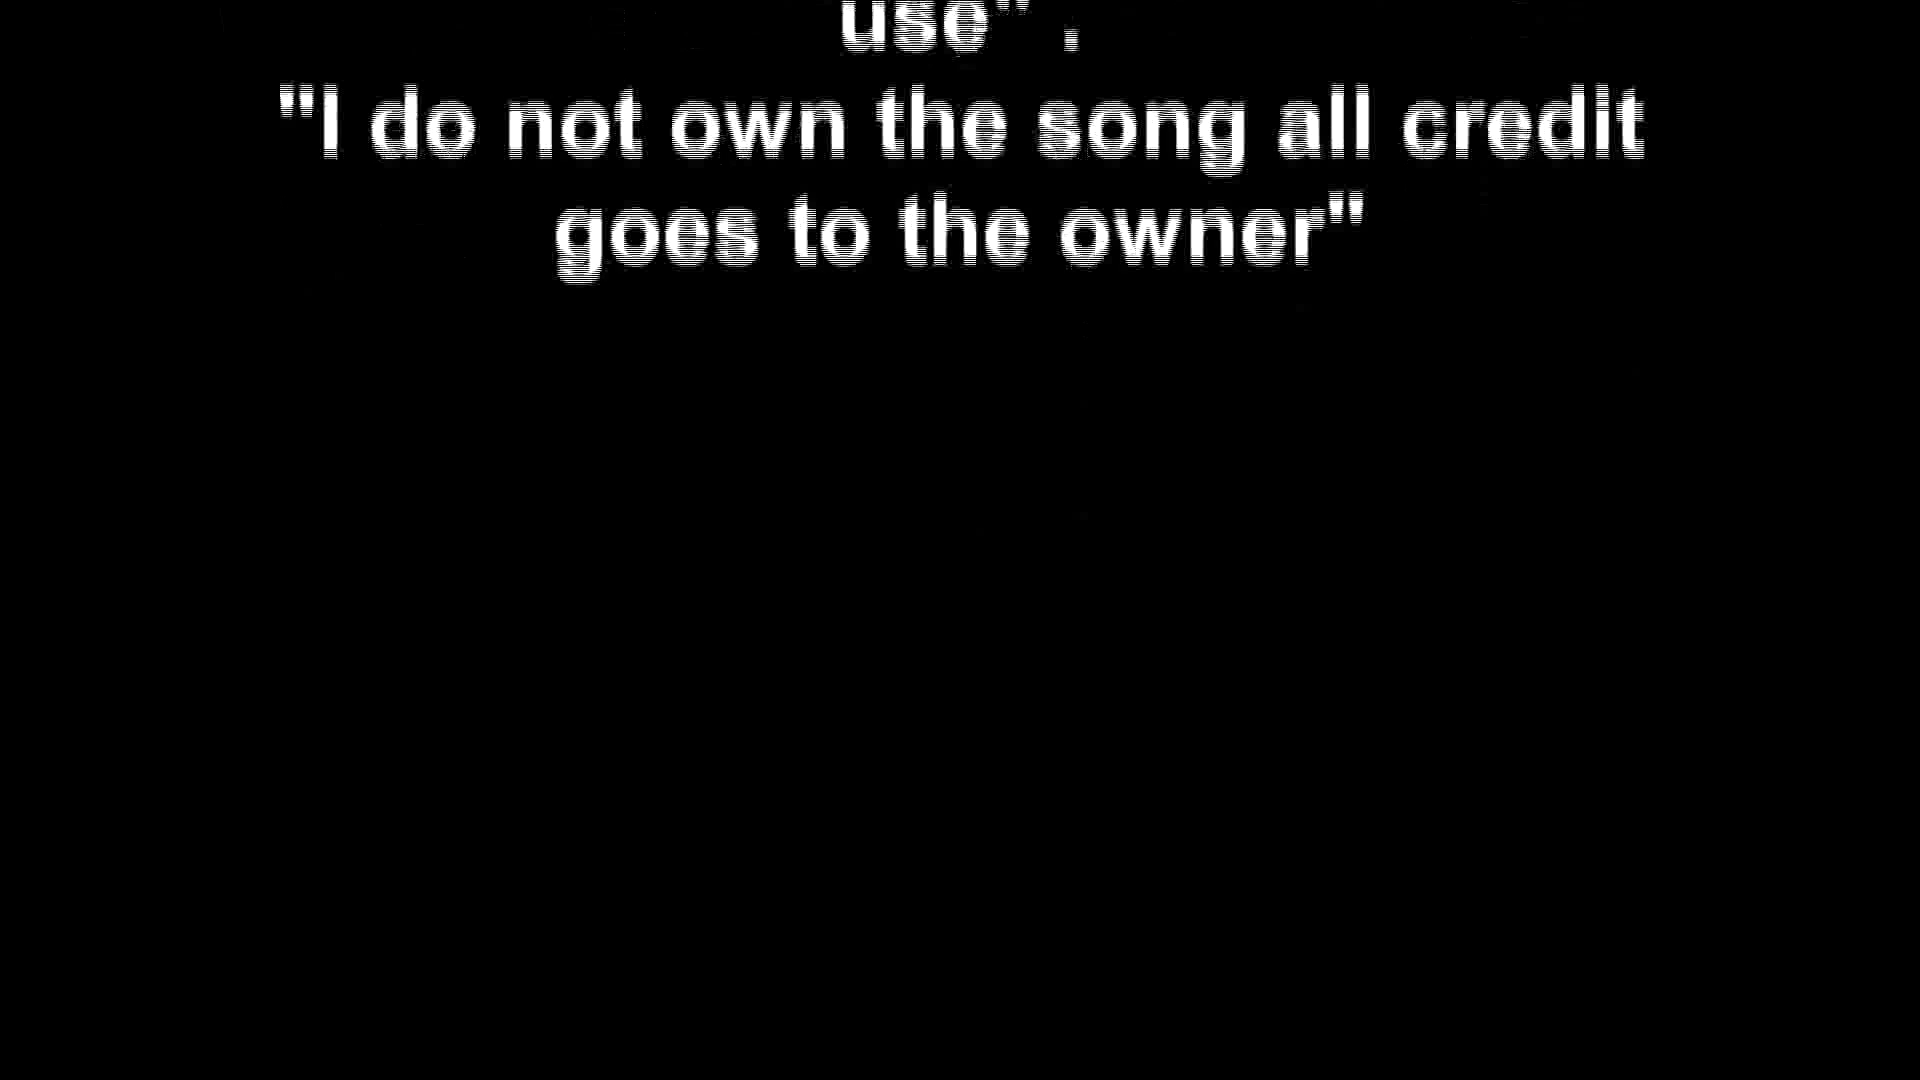 use" .
"I do not own the song all credit
goes to the owner"